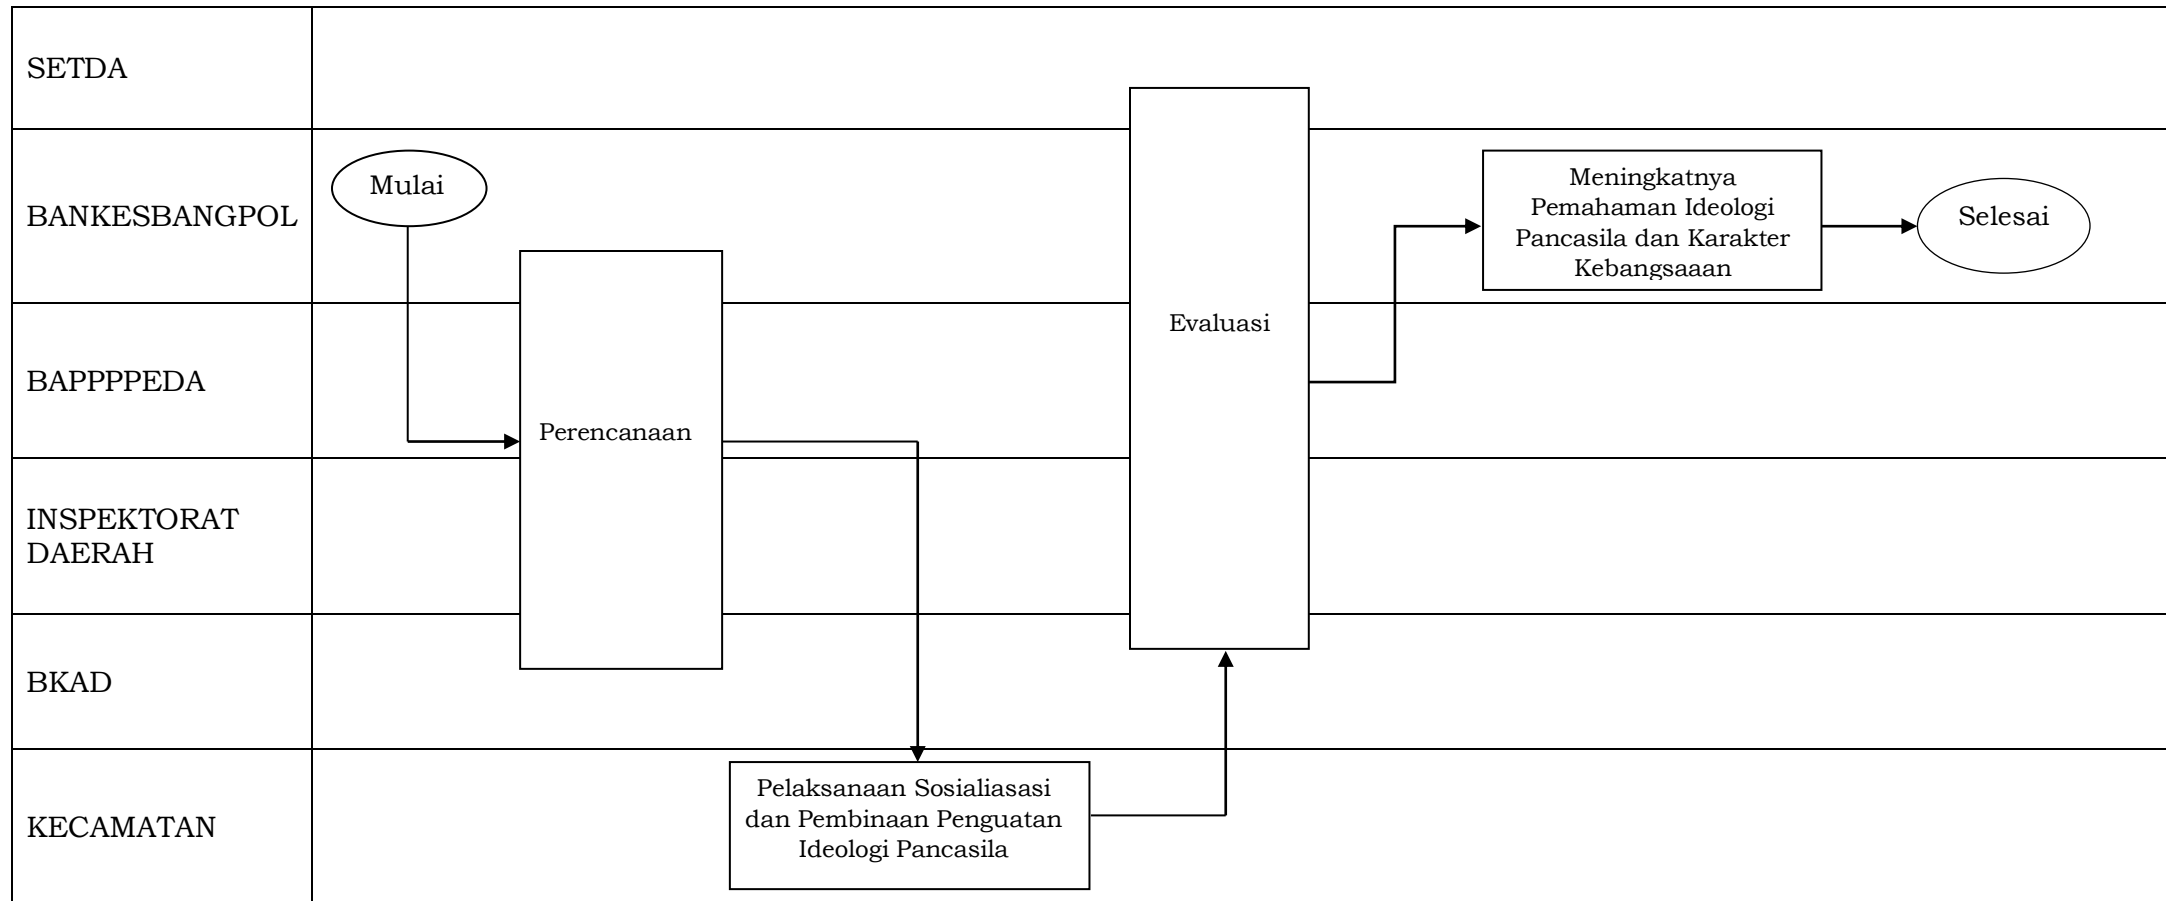 SETDA
BANKESBANGPOL
Mulai
Meningkatnya
Pemahaman Ideologi
Pancasila dan Karakter
Kebangsaaan
Selesai
BAPPPPEDA
Perencanaan
Evaluasi
INSPEKTORAT
DAERAH
BKAD
KECAMATAN
Pelaksanaan Sosialiasasi
dan Pembinaan Penguatan
Ideologi Pancasila